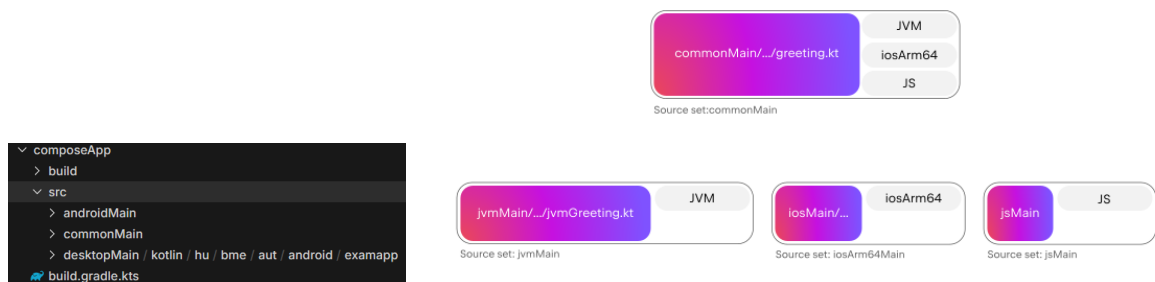 composeApp
build
src
androidMain
commonMain
desktopMain / kotlin / hu / bme / aut / android / examapp
build.gradle.kts
commonMain/.../greeting.kt
JVM
iosArm64
JS
Source set:commonMain
jvmMain/.../jvmGreeting.kt
JVM
Source set: jvmMain
iosMain/...
iosArm64
Source set: iosArm64Main
jsMain
JS
Source set: jsMain